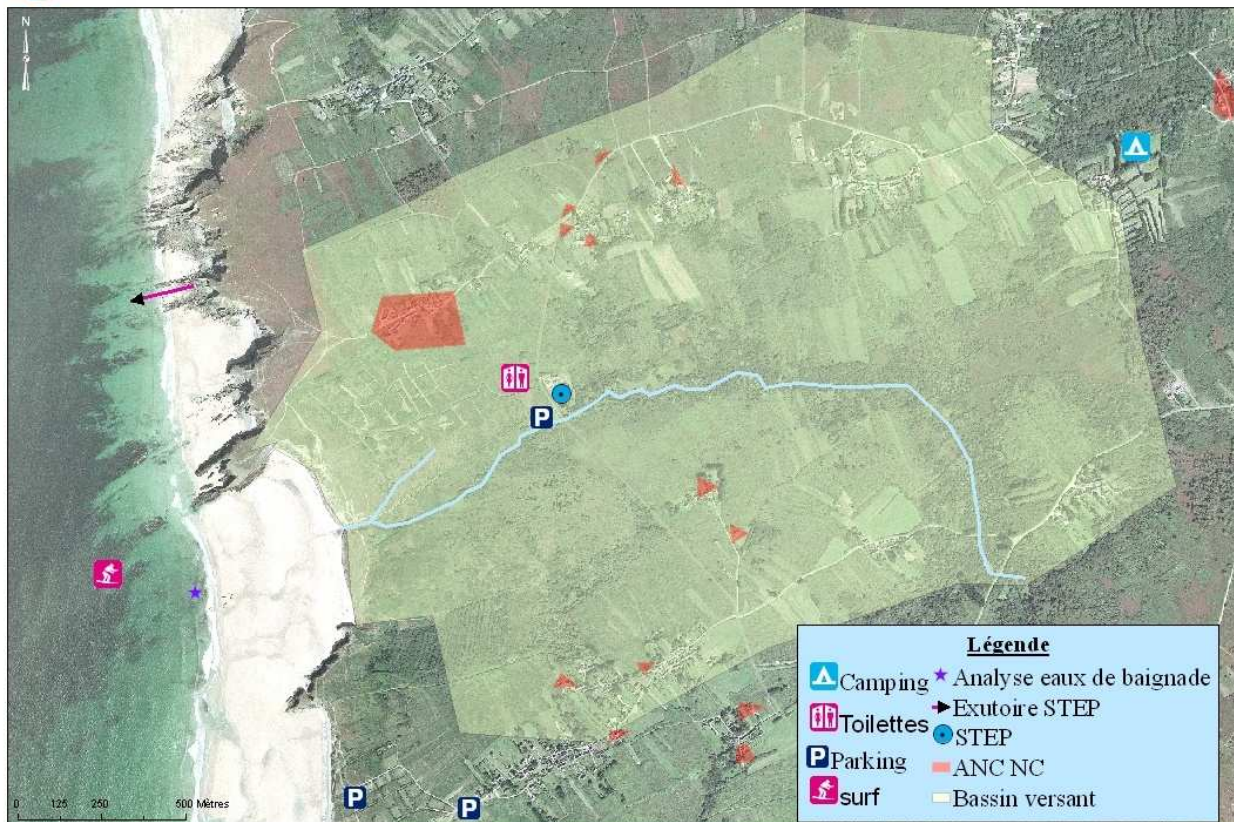 N
P
P
P
0 125 250 500 Mètres
Légende
Camping
Analyse eaux de baignade
Toilettes
Exutoire STEP
STEP
P Parking
ANC NC
surf
Bassin versant